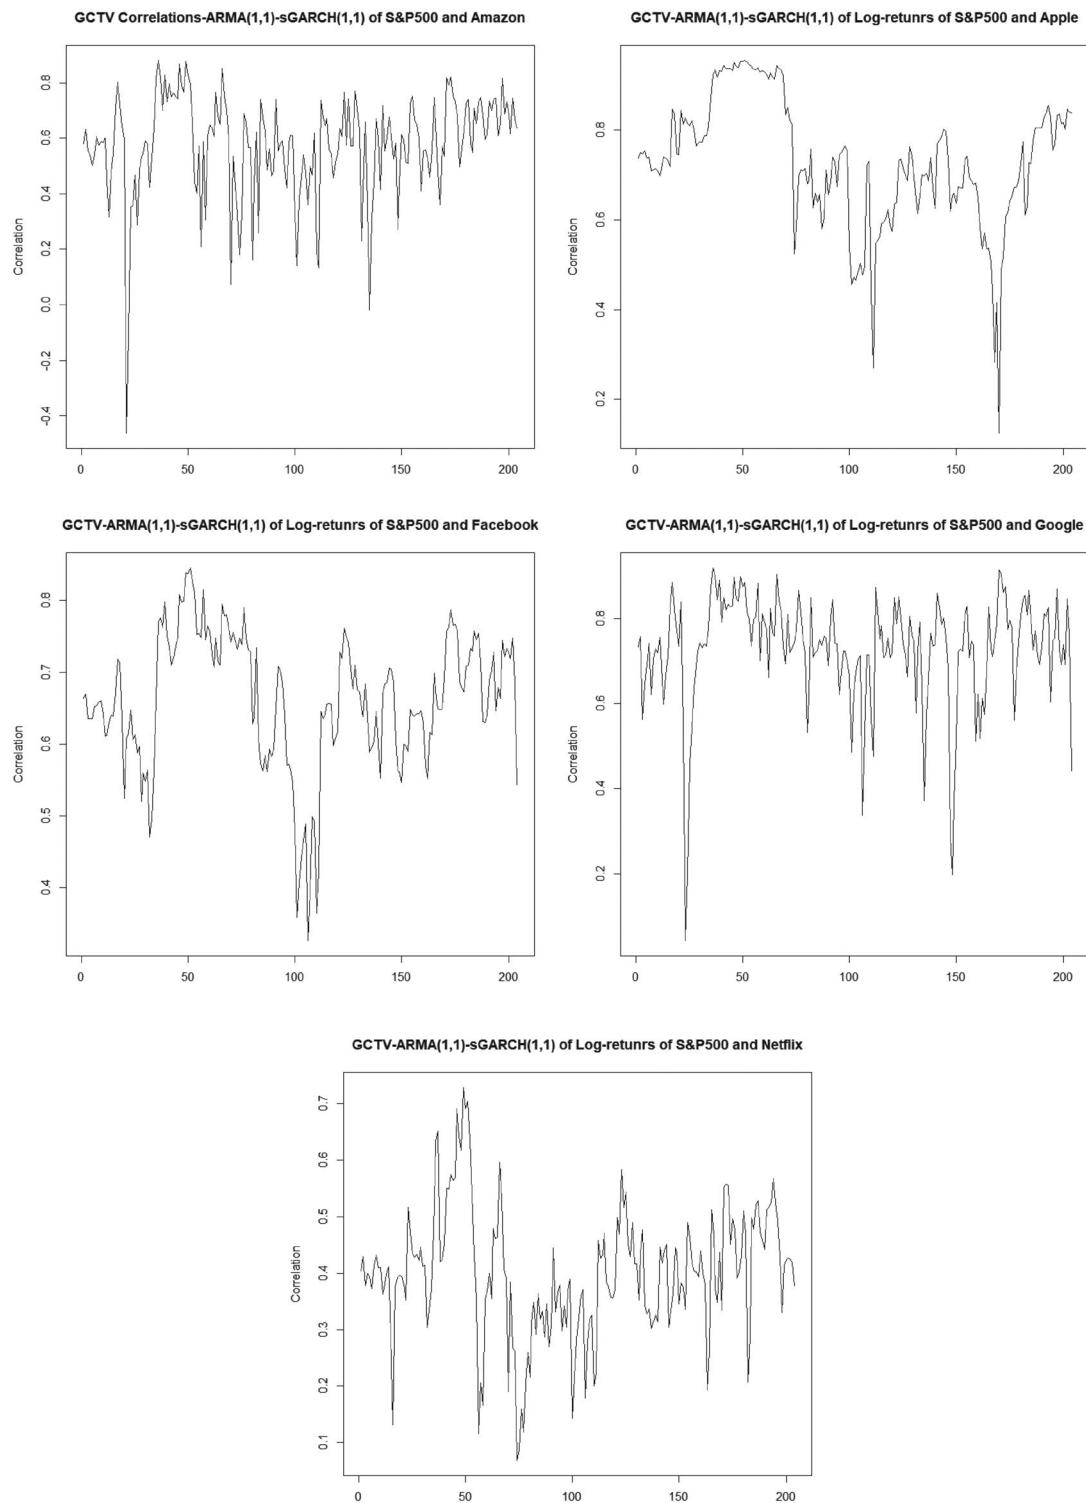 GCTV Correlations-ARMA(1,1)-sGARCH(1,1) of S&P500 and Amazon
Correlation
0.8
0.6
0.4
0.2
0.0
-0.2
-0.4
0 50 100 150 200
GCTV-ARMA(1,1)-sGARCH(1,1) of Log-retunrs of S&P500 and Apple
Correlation
0.8
0.6
0.4
0.2
0 50 100 150 200
GCTV-ARMA(1,1)-sGARCH(1,1) of Log-retunrs of S&P500 and Facebook
Correlation
0.8
0.7
0.6
0.5
0.4
0 50 100 150 200
GCTV-ARMA(1,1)-sGARCH(1,1) of Log-retunrs of S&P500 and Google
Correlation
0.8
0.6
0.4
0.2
0 50 100 150 200
GCTV-ARMA(1,1)-sGARCH(1,1) of Log-retunrs of S&P500 and Netflix
Correlation
0.7
0.6
0.5
0.4
0.3
0.2
0.1
0 50 100 150 200